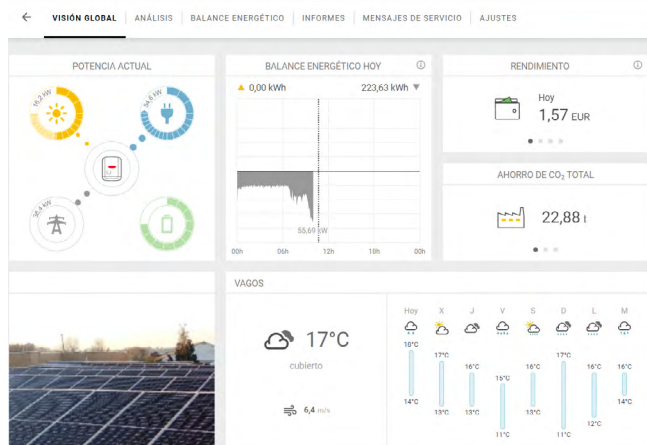 VISIÓN GLOBAL ANÁLISIS BALANCE ENERGÉTICO INFORMES MENSAJES DE SERVICIO AJUSTES
POTENCIA ACTUAL
BALANCE ENERGÉTICO HOY
0,00 kWh 223,63 kWh
55,69 kW
00h 06h 12h 18h 00h
RENDIMIENTO
Hoy
1,57 EUR
AHORRO DE CO₂ TOTAL
22,88 t
VAGOS
17°C
cubierto
6,4 m/s
Hoy X J V S D L M
18°C 17°C 16°C 15°C 16°C 17°C 16°C 16°C
14°C 13°C 13°C 11°C 13°C 11°C 12°C 14°C